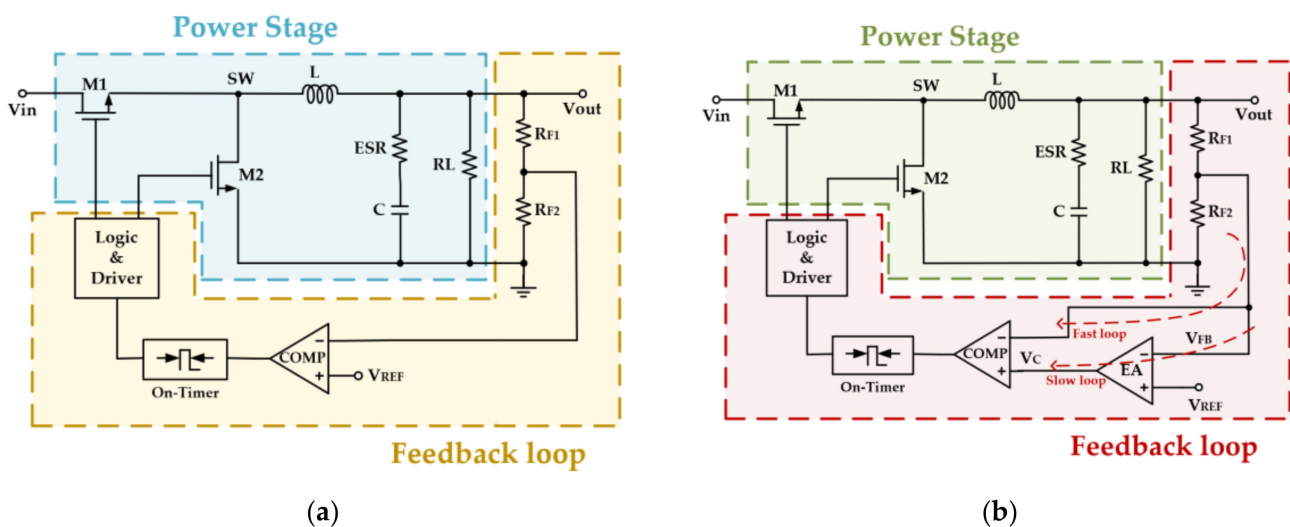 Power Stage
M1
SW
L
Vin
Vout
RF1
ESR
RL
M2
C
RF2
Logic
&
Driver
COMP
−
+
VREF
On-Timer
Feedback loop
(a)
Power Stage
M1
SW
L
Vin
Vout
RF1
ESR
RL
M2
C
RF2
Logic
&
Driver
Fast loop
COMP
−
+
VC
VFB
Slow loop
EA
−
+
VREF
On-Timer
Feedback loop
(b)